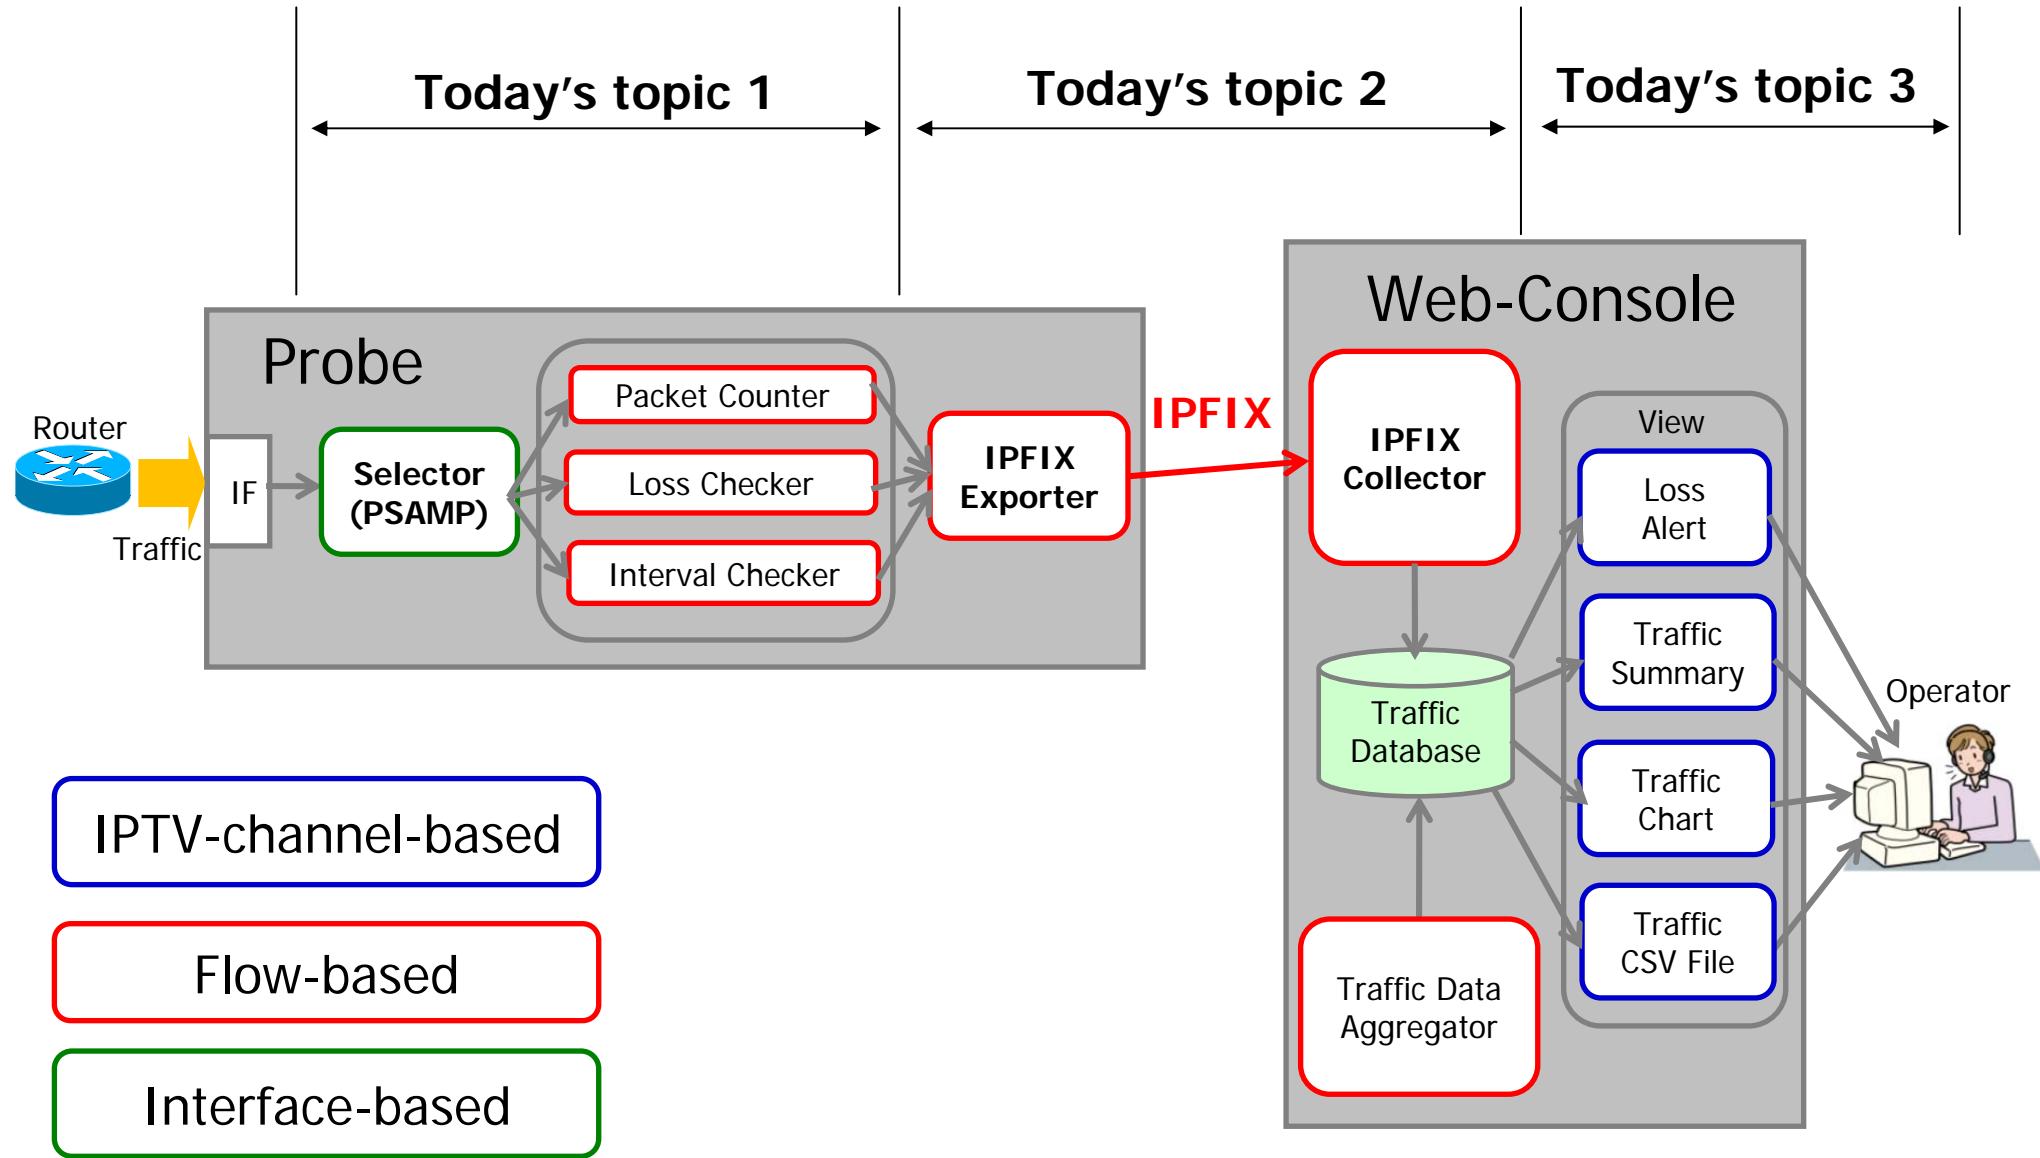 Today's topic 1
Today's topic 2
Today's topic 3
Probe
Router
Traffic
IF
Selector
(PSAMP)
Packet Counter
Loss Checker
Interval Checker
IPFIX
Exporter
IPFIX
Web-Console
IPFIX
Collector
Traffic
Database
Traffic Data
Aggregator
View
Loss
Alert
Traffic
Summary
Traffic
Chart
Traffic
CSV File
Operator
IPTV-channel-based
Flow-based
Interface-based